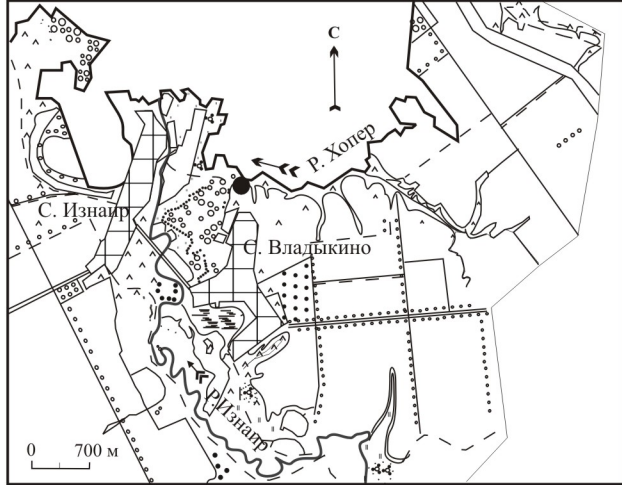 С
Р. Хопер
С. Изнаир
С. Владыкино
Р.Изнаир
0 700 м